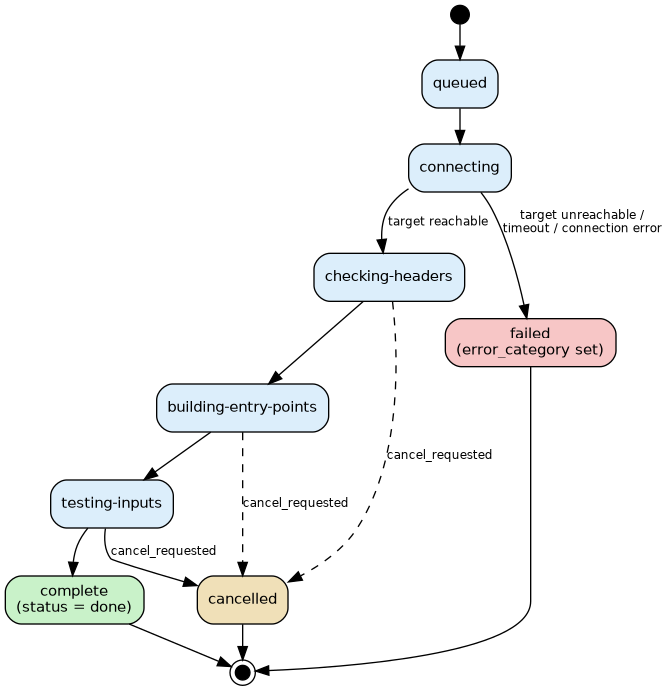 queued
connecting
target reachable
target unreachable /
timeout / connection error
checking-headers
failed
(error_category set)
building-entry-points
cancel_requested
testing-inputs
cancel_requested
cancel_requested
complete
(status = done)
cancelled